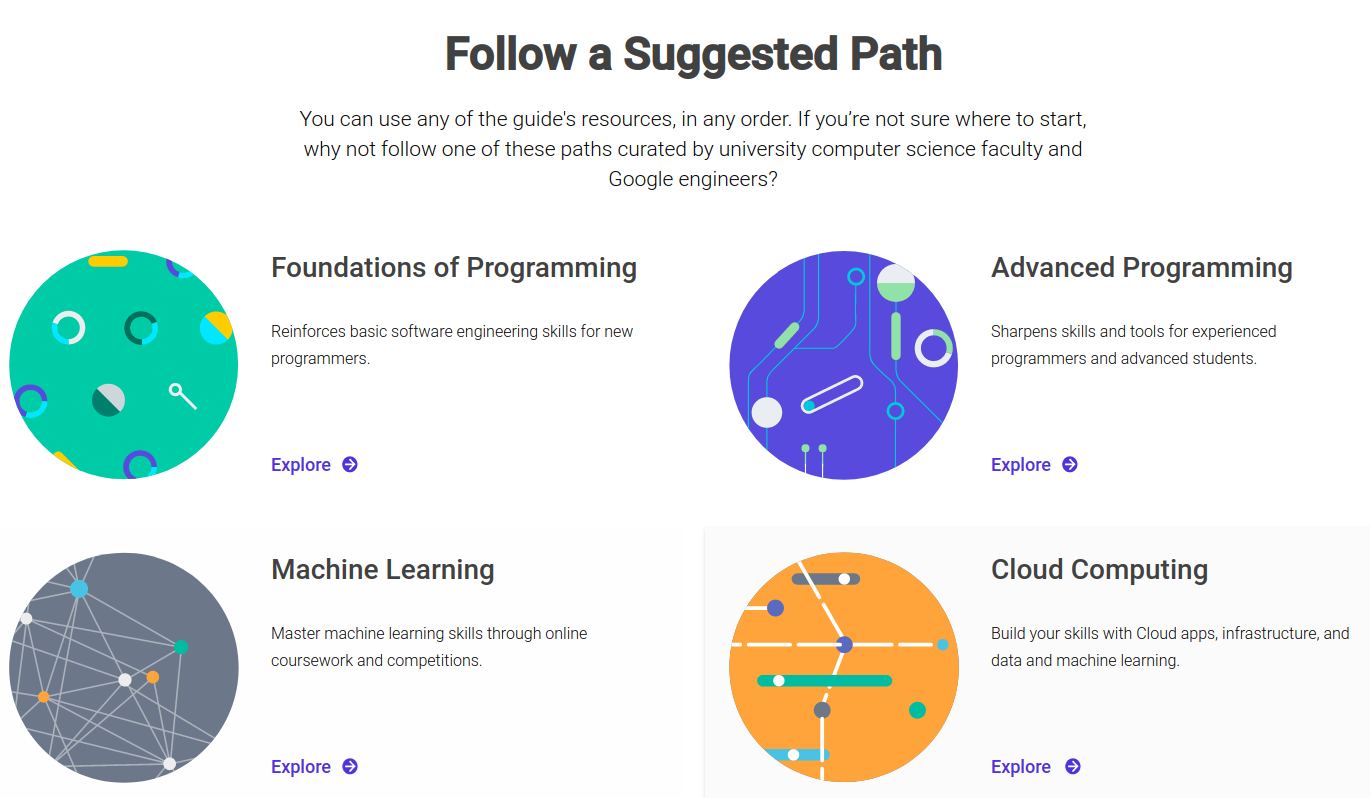 Follow a Suggested Path
You can use any of the guide's resources, in any order. If you’re not sure where to start,
why not follow one of these paths curated by university computer science faculty and
Google engineers?
Foundations of Programming
Reinforces basic software engineering skills for new
programmers.
Explore
Advanced Programming
Sharpens skills and tools for experienced
programmers and advanced students.
Explore
Machine Learning
Master machine learning skills through online
coursework and competitions.
Explore
Cloud Computing
Build your skills with Cloud apps, infrastructure, and
data and machine learning.
Explore